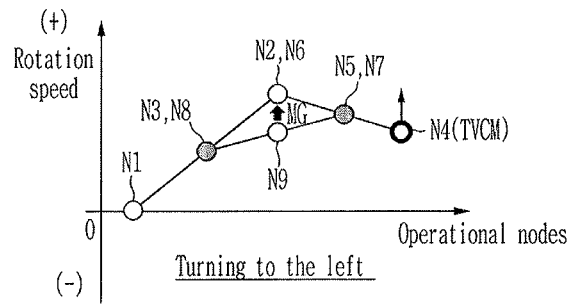 (+)
Rotation
speed
N2,N6
N5,N7
N3,N8
MG
N4(TVCM)
N1
N9
0
Operational nodes
(-)
Turning to the left